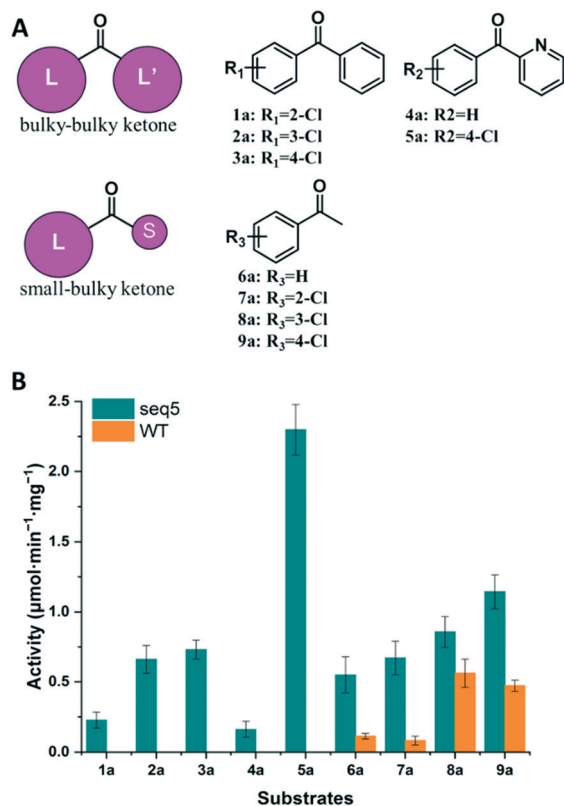 A
O
L
L'
bulky-bulky ketone
O
R₁
1a: R₁=2-Cl
2a: R₁=3-Cl
3a: R₁=4-Cl
O
N
R₂
4a: R2=H
5a: R2=4-Cl
O
L
S
small-bulky ketone
O
R₃
6a: R₃=H
7a: R₃=2-Cl
8a: R₃=3-Cl
9a: R₃=4-Cl
B
seq5
WT
Activity (µmol·min⁻¹·mg⁻¹)
2.5
2.0
1.5
1.0
0.5
0.0
1a 2a 3a 4a 5a 6a 7a 8a 9a
Substrates